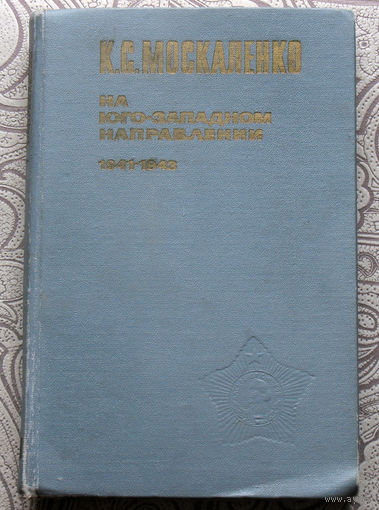 К.С.МОСКАЛЕНКО
НА
ЮГО-ЗАПАДНОМ
НАПРАВЛЕНИИ
1941-1943